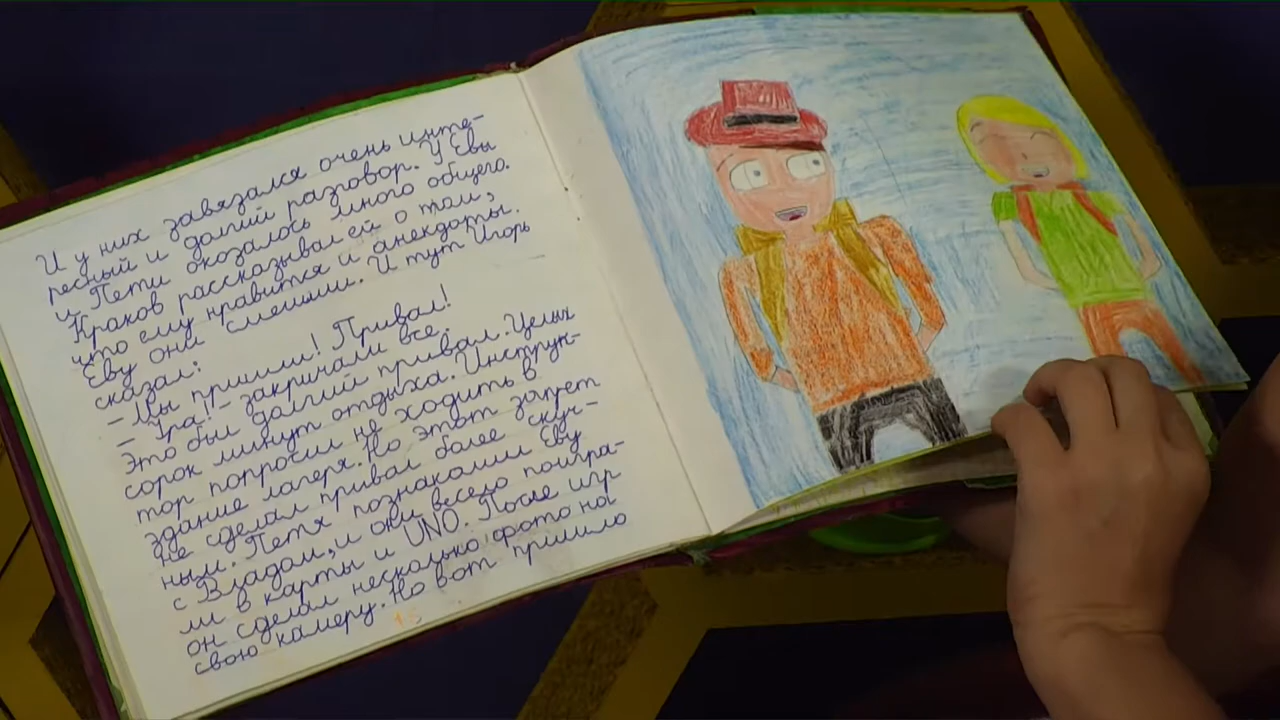 И у них завязался очень инте-
ресный и долгий разговор. У Евы
и Пети оказалось много общего.
Краков рассказывал ей о том,
что ему нравится и анекдоты.
Еву они смешили. И тут Игорь
сказал:
– Мы пришли! Привал!
– Ура! – закричали все.
Это был долгий привал. Целых
сорок минут отдыха. Инструк-
тор попросил не ходить в
здание лагеря. Но этот запрет
не сделал привал более скуч-
ным. Петя познакомил Еву
с Владом, и они весело поигра-
ли в карты и UNO. После игр
он сделал несколько фото на
свою камеру. Но вот пришло